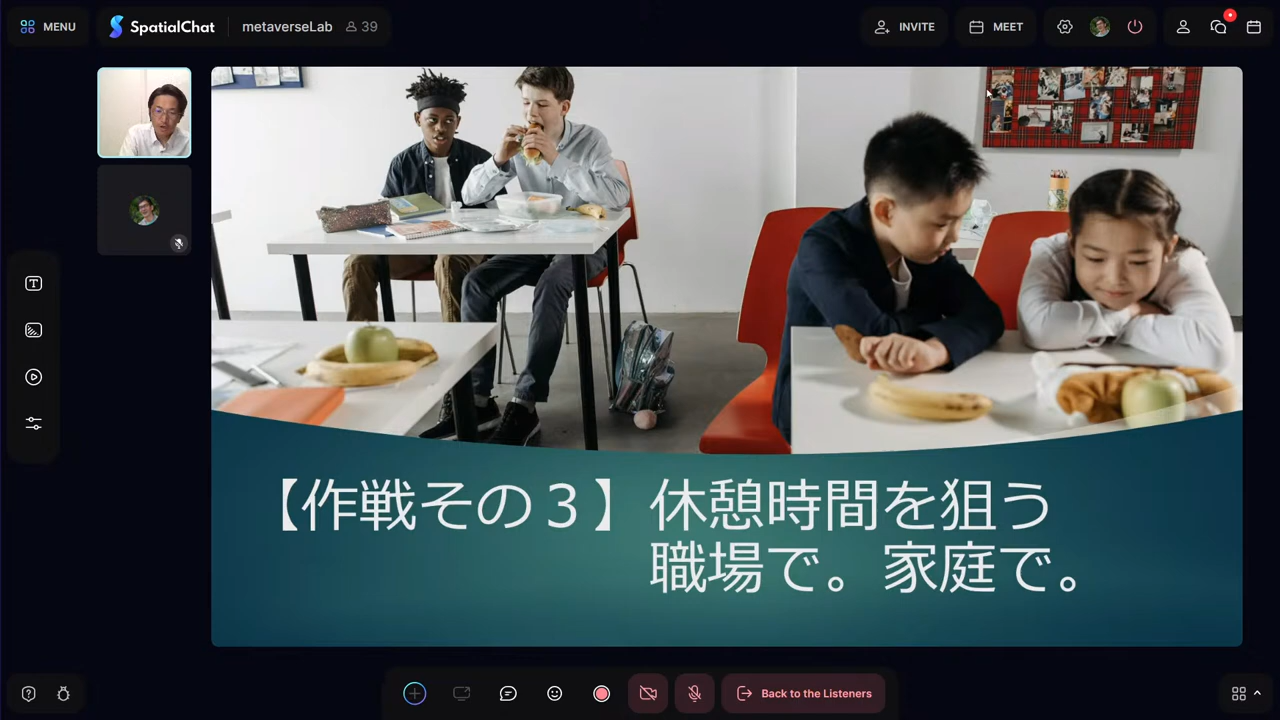 MENU
SpatialChat
metaverseLab
39
INVITE
MEET
【作戦その３】休憩時間を狙う
職場で。家庭で。
Back to the Listeners